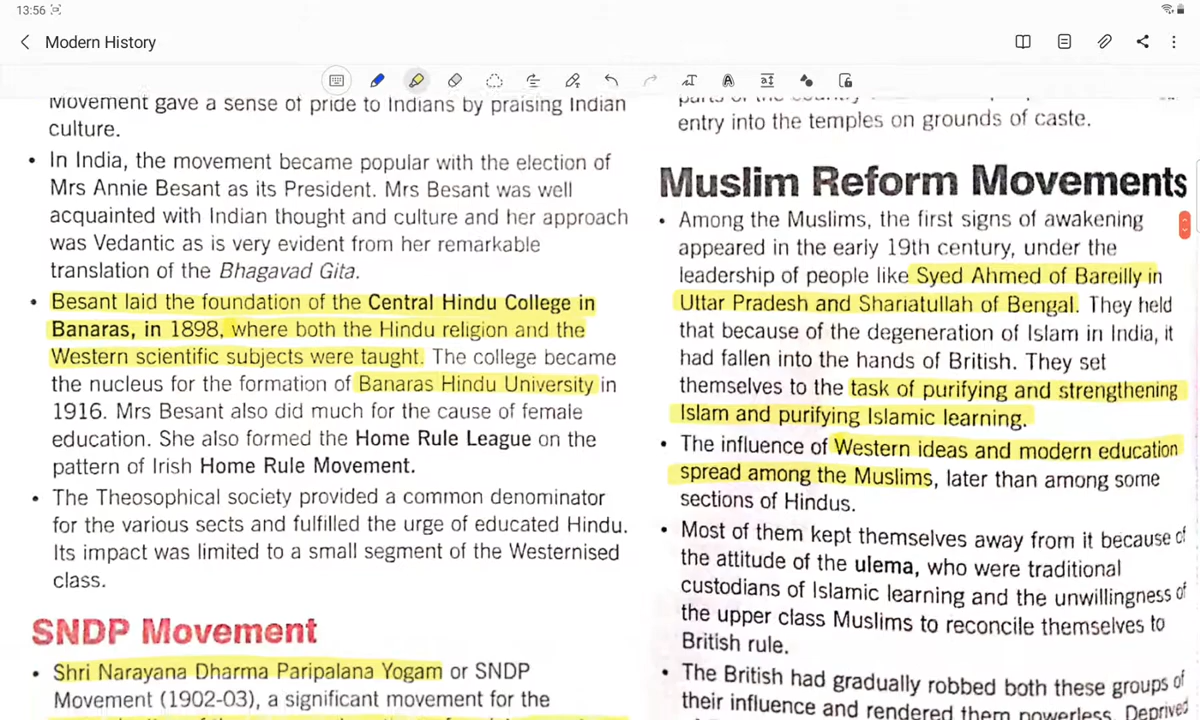 13:56
Modern History
Movement gave a sense of pride to Indians by praising Indian
culture.
• In India, the movement became popular with the election of
Mrs Annie Besant as its President. Mrs Besant was well
acquainted with Indian thought and culture and her approach
was Vedantic as is very evident from her remarkable
translation of the Bhagavad Gita.
• Besant laid the foundation of the Central Hindu College in
Banaras, in 1898, where both the Hindu religion and the
Western scientific subjects were taught. The college became
the nucleus for the formation of Banaras Hindu University in
1916. Mrs Besant also did much for the cause of female
education. She also formed the Home Rule League on the
pattern of Irish Home Rule Movement.
• The Theosophical society provided a common denominator
for the various sects and fulfilled the urge of educated Hindu.
Its impact was limited to a small segment of the Westernised
class.
SNDP Movement
• Shri Narayana Dharma Paripalana Yogam or SNDP
Movement (1902-03), a significant movement for the
parts of the country
entry into the temples on grounds of caste.
Muslim Reform Movements
• Among the Muslims, the first signs of awakening
appeared in the early 19th century, under the
leadership of people like Syed Ahmed of Bareilly in
Uttar Pradesh and Shariatullah of Bengal. They held
that because of the degeneration of Islam in India, it
had fallen into the hands of British. They set
themselves to the task of purifying and strengthening
Islam and purifying Islamic learning.
• The influence of Western ideas and modern education
spread among the Muslims, later than among some
sections of Hindus.
• Most of them kept themselves away from it because of
the attitude of the ulema, who were traditional
custodians of Islamic learning and the unwillingness of
the upper class Muslims to reconcile themselves to
British rule.
• The British had gradually robbed both these groups of
their influence and rendered them powerless. Deprived